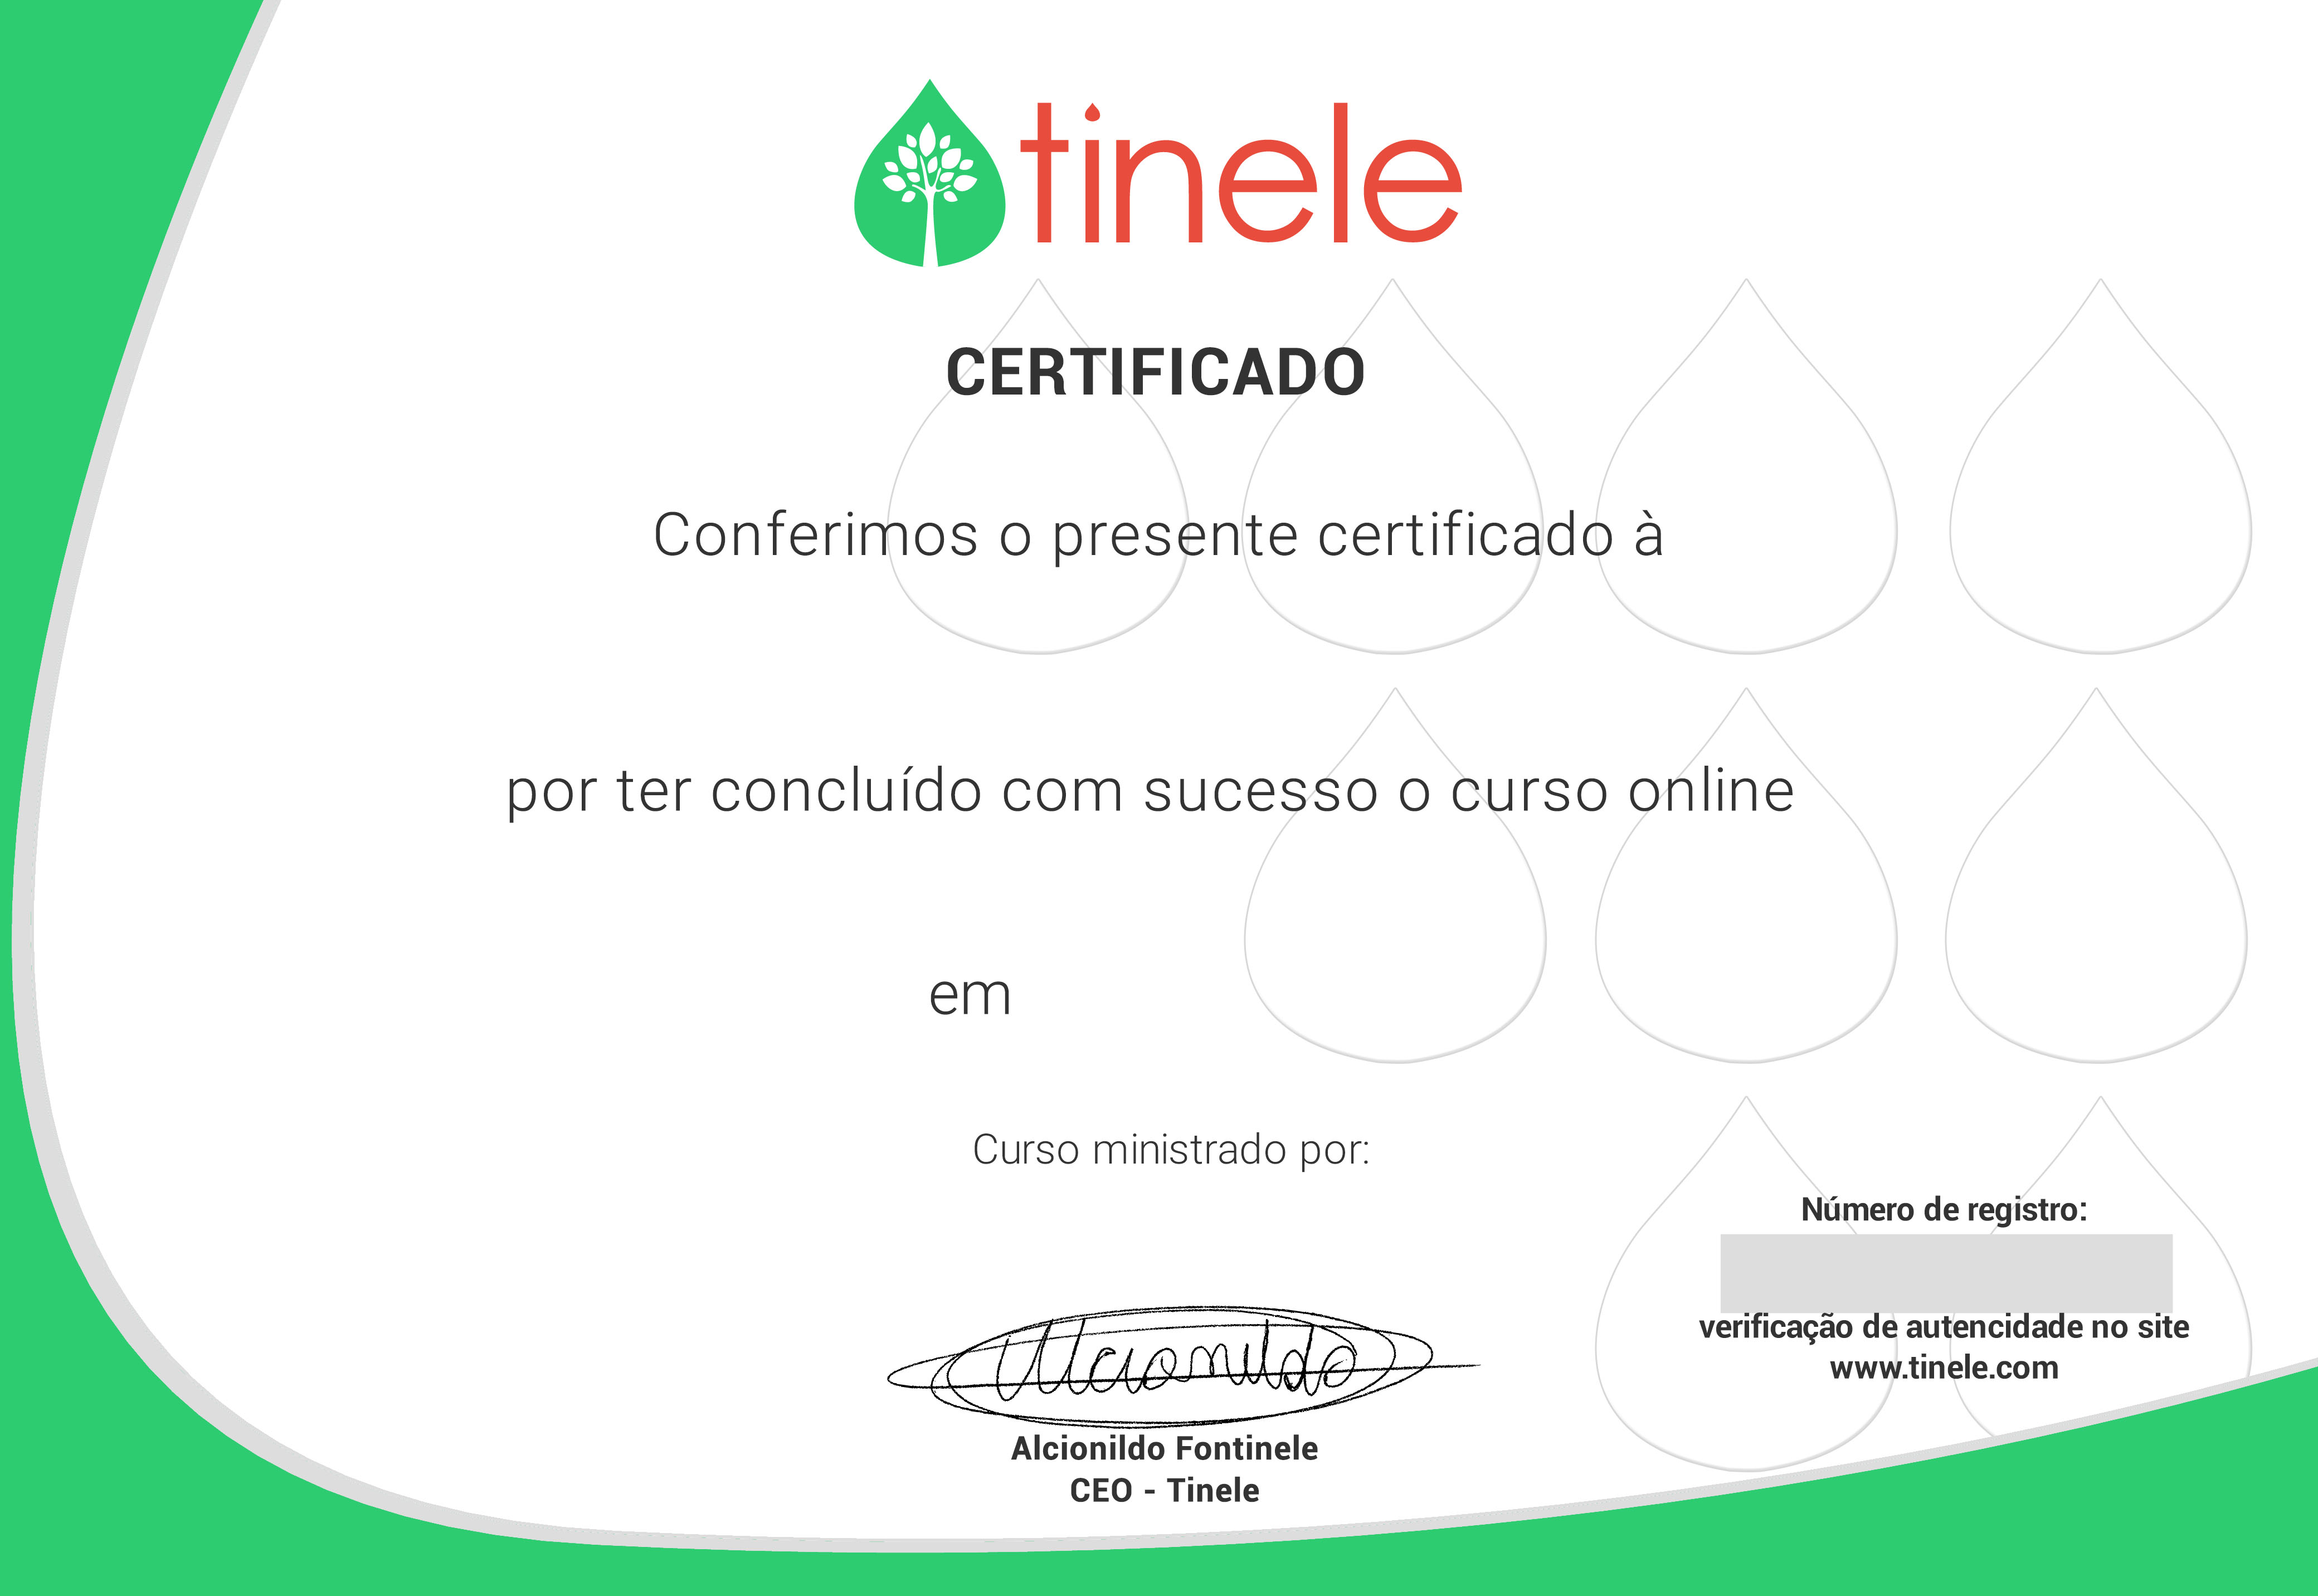 tinele
CERTIFICADO
Conferimos o presente certificado à
por ter concluído com sucesso o curso online
em
Curso ministrado por:
Número de registro:
verificação de autencidade no site
www.tinele.com
Alcionildo
Alcionildo Fontinele
CEO - Tinele